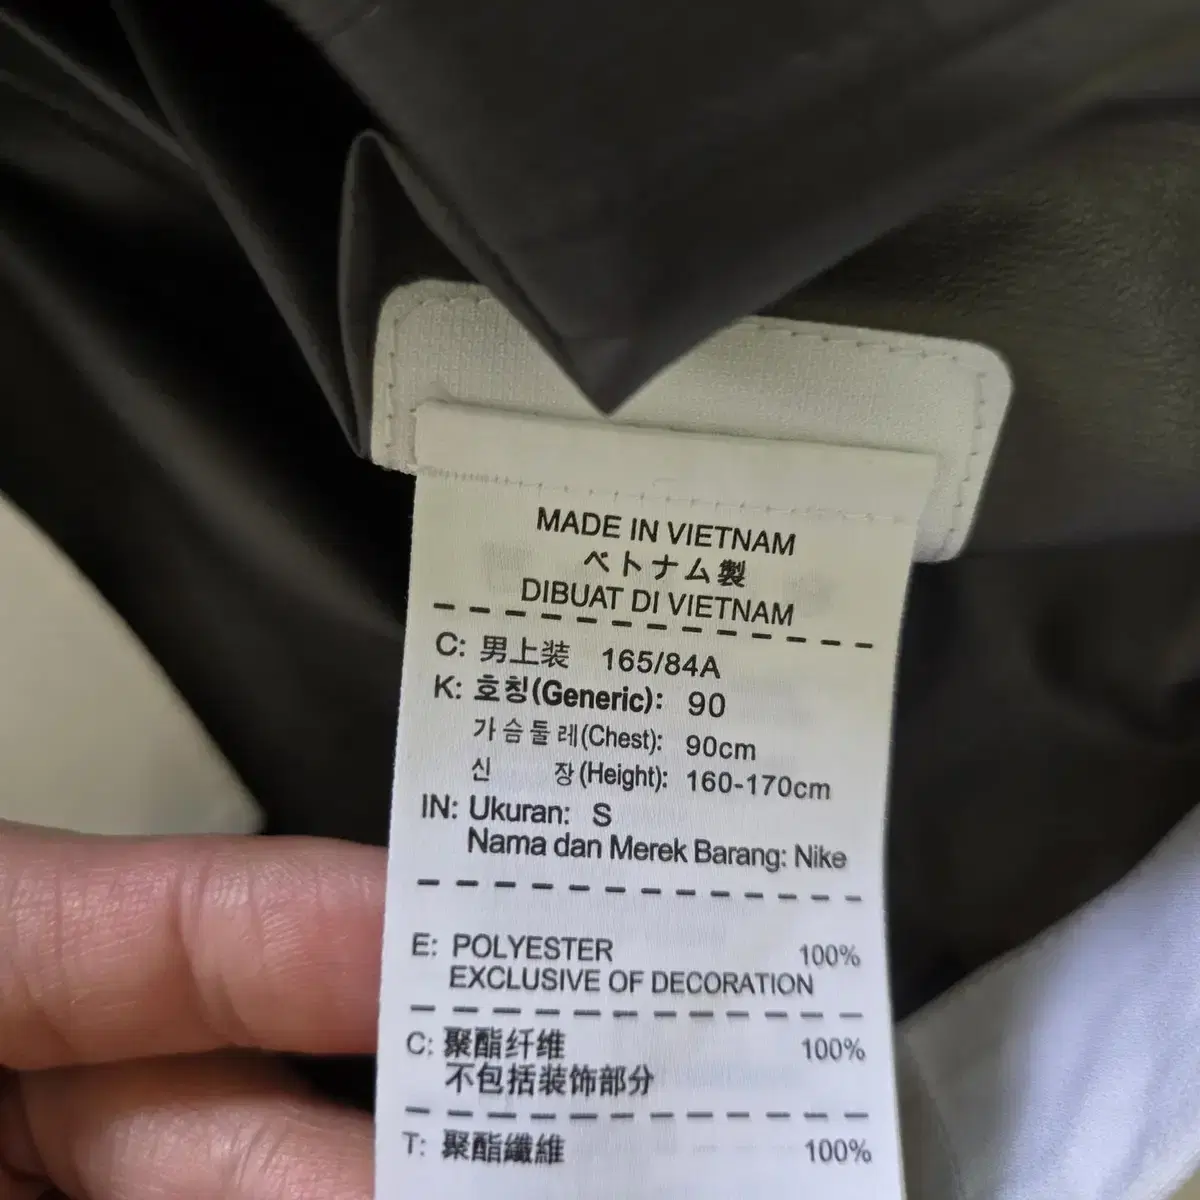 MADE IN VIETNAM
ベトナム製
DIBUAT DI VIETNAM
C: 男上装 165/84A
K: 호칭(Generic): 90
가슴둘레(Chest): 90cm
신 장(Height): 160-170cm
IN: Ukuran: S
Nama dan Merek Barang: Nike
E: POLYESTER 100%
EXCLUSIVE OF DECORATION
C: 聚酯纤维 100%
不包括装饰部分
T: 聚酯纖維 100%